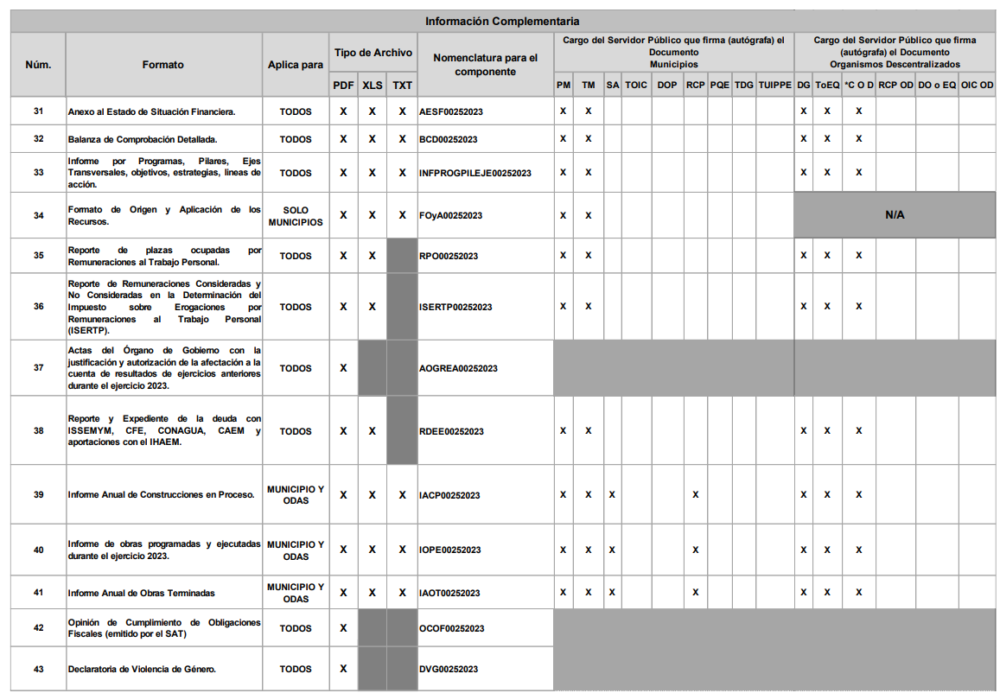 Información Complementaria
Núm.
Formato
Aplica para
Tipo de Archivo
Nomenclatura para el
componente
Cargo del Servidor Público que firma (autógrafa) el
Documento
Municipios
Cargo del Servidor Público que firma
(autógrafa) el Documento
Organismos Descentralizados
PDF XLS TXT
PM TM SA TOIC DOP RCP PQE TDG TUIPPE DG ToEQ *C O D RCP OD DO o EQ OIC OD
31 Anexo al Estado de Situación Financiera. TODOS X X X AESF00252023 X X X X X
32 Balanza de Comprobación Detallada. TODOS X X X BCD00252023 X X X X X
Informe por Programas, Pilares, Ejes
33 Transversales, objetivos, estrategias, lineas de TODOS X X X INFPROGPILEJE00252023 X X X X X
acción.
34 Formato de Origen y Aplicación de los SOLO X X X FOyA00252023 X X N/A
Recursos. MUNICIPIOS
35 Reporte de plazas ocupadas por TODOS X X RPO00252023 X X X X X
Remuneraciones al Trabajo Personal.
Reporte de Remuneraciones Consideradas y
No Consideradas en la Determinación del
36 Impuesto sobre Erogaciones por TODOS X X ISERTP00252023 X X X X X
Remuneraciones al Trabajo Personal
(ISERTP).
Actas del Órgano de Gobierno con la
37 justificación y autorización de la afectación a la TODOS X AOGREA00252023
cuenta de resultados de ejercicios anteriores
durante el ejercicio 2023.
Reporte y Expediente de la deuda con
38 ISSEMYM, CFE, CONAGUA, CAEM y TODOS X X RDEE00252023 X X X X X
aportaciones con el IHAEM.
39 Informe Anual de Construcciones en Proceso. MUNICIPIO Y X X X IACP00252023 X X X X X X X
ODAS
40 Informe de obras programadas y ejecutadas MUNICIPIO Y X X X IOPE00252023 X X X X X X X
durante el ejercicio 2023. ODAS
41 Informe Anual de Obras Terminadas MUNICIPIO Y X X X IAOT00252023 X X X X X X X
ODAS
42 Opinión de Cumplimiento de Obligaciones TODOS X OCOF00252023
Fiscales (emitido por el SAT)
43 Declaratoria de Violencia de Género. TODOS X DVG00252023